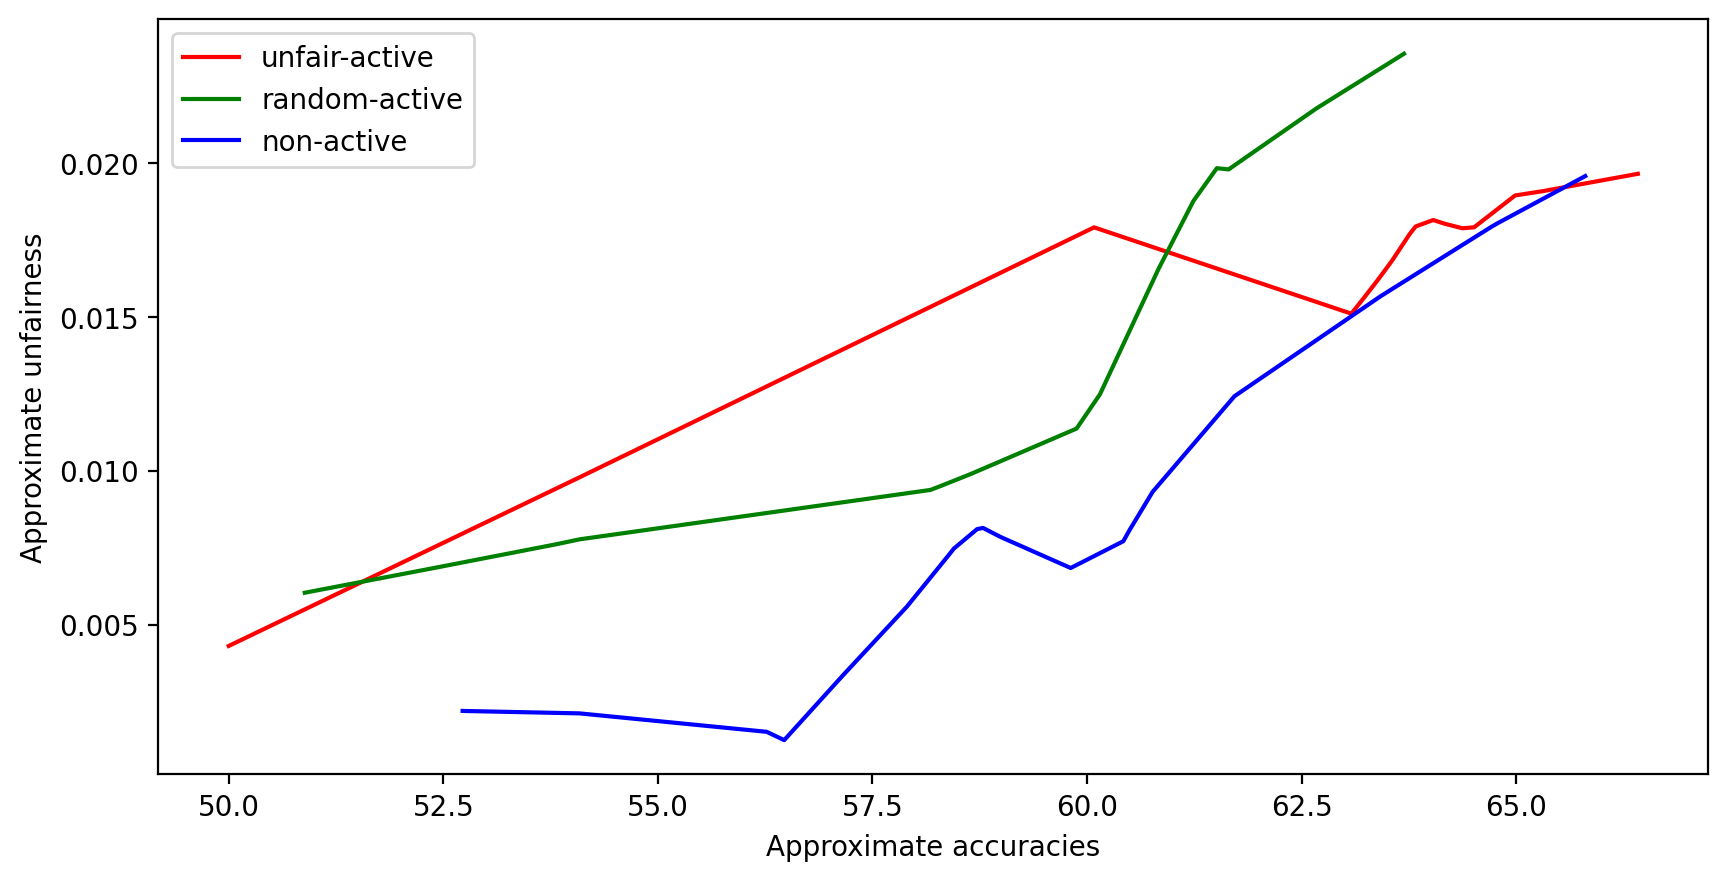 unfair-active
random-active
non-active
Approximate unfairness
0.020
0.015
0.010
0.005
50.0 52.5 55.0 57.5 60.0 62.5 65.0
Approximate accuracies